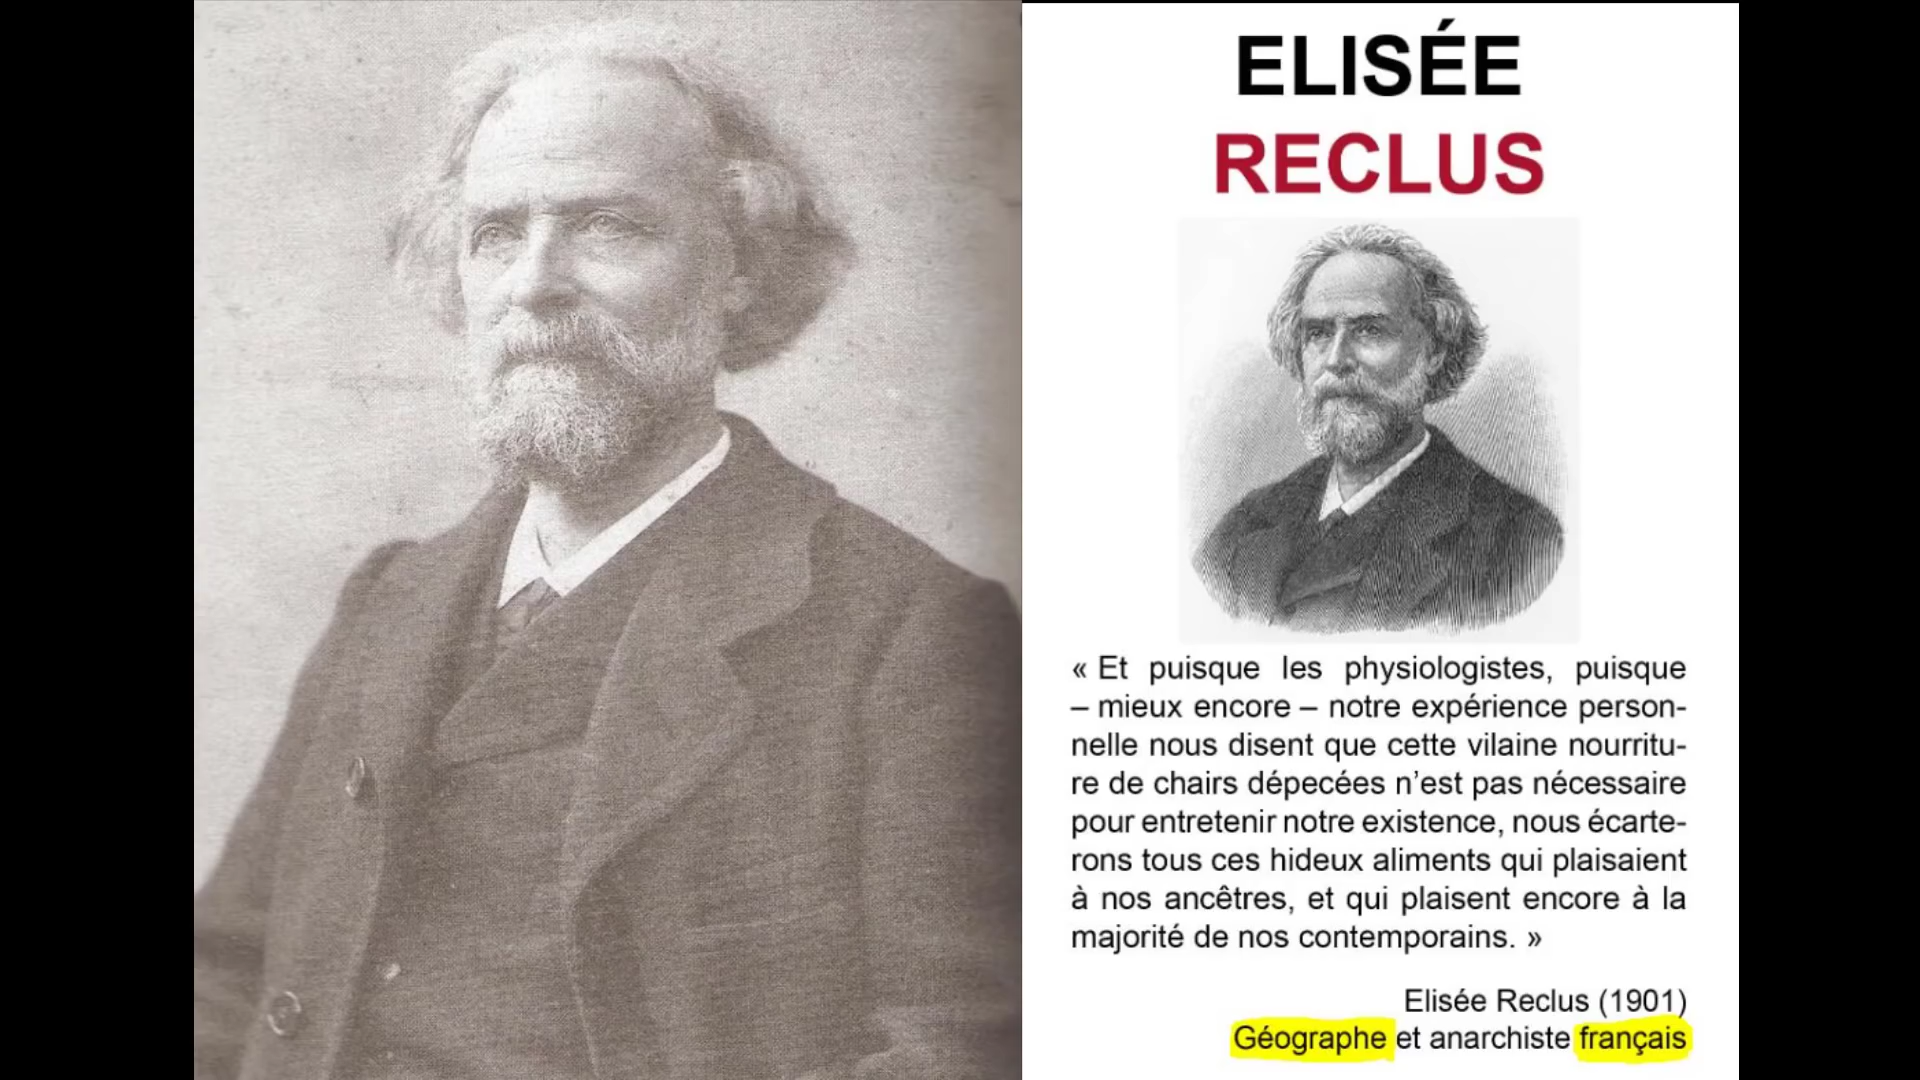 ELISÉE
RECLUS
« Et puisque les physiologistes, puisque
– mieux encore – notre expérience person-
nelle nous disent que cette vilaine nourritu-
re de chairs dépecées n’est pas nécessaire
pour entretenir notre existence, nous écarte-
rons tous ces hideux aliments qui plaisaient
à nos ancêtres, et qui plaisent encore à la
majorité de nos contemporains. »
Elisée Reclus (1901)
Géographe et anarchiste français